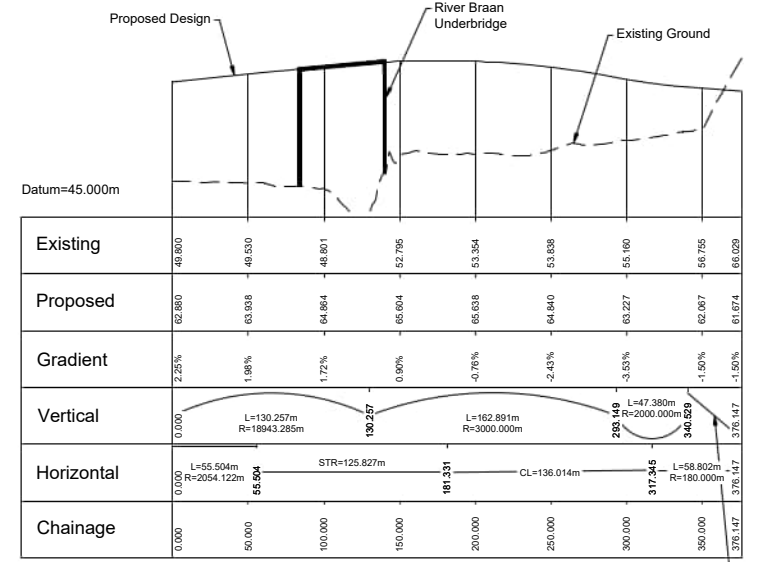 River Braan
Underbridge
Proposed Design
Existing Ground
Datum=45.000m
Existing 49.800 49.530 48.801 52.795 53.354 53.838 55.160 56.755 66.029
Proposed 62.880 63.938 64.864 65.604 65.638 64.840 63.227 62.067 61.674
Gradient 2.25% 1.98% 1.72% 0.90% -0.76% -2.43% -3.53% -1.50% -1.50%
Vertical 0.000 L=130.257m R=18943.285m 130.257 L=162.891m R=3000.000m 293.149 L=47.380m R=2000.000m 340.529 376.147
Horizontal 0.000 L=55.504m R=2054.122m 55.504 STR=125.827m 181.331 CL=136.014m 317.345 L=58.802m R=180.000m 376.147
Chainage 0.000 50.000 100.000 150.000 200.000 250.000 300.000 350.000 376.147